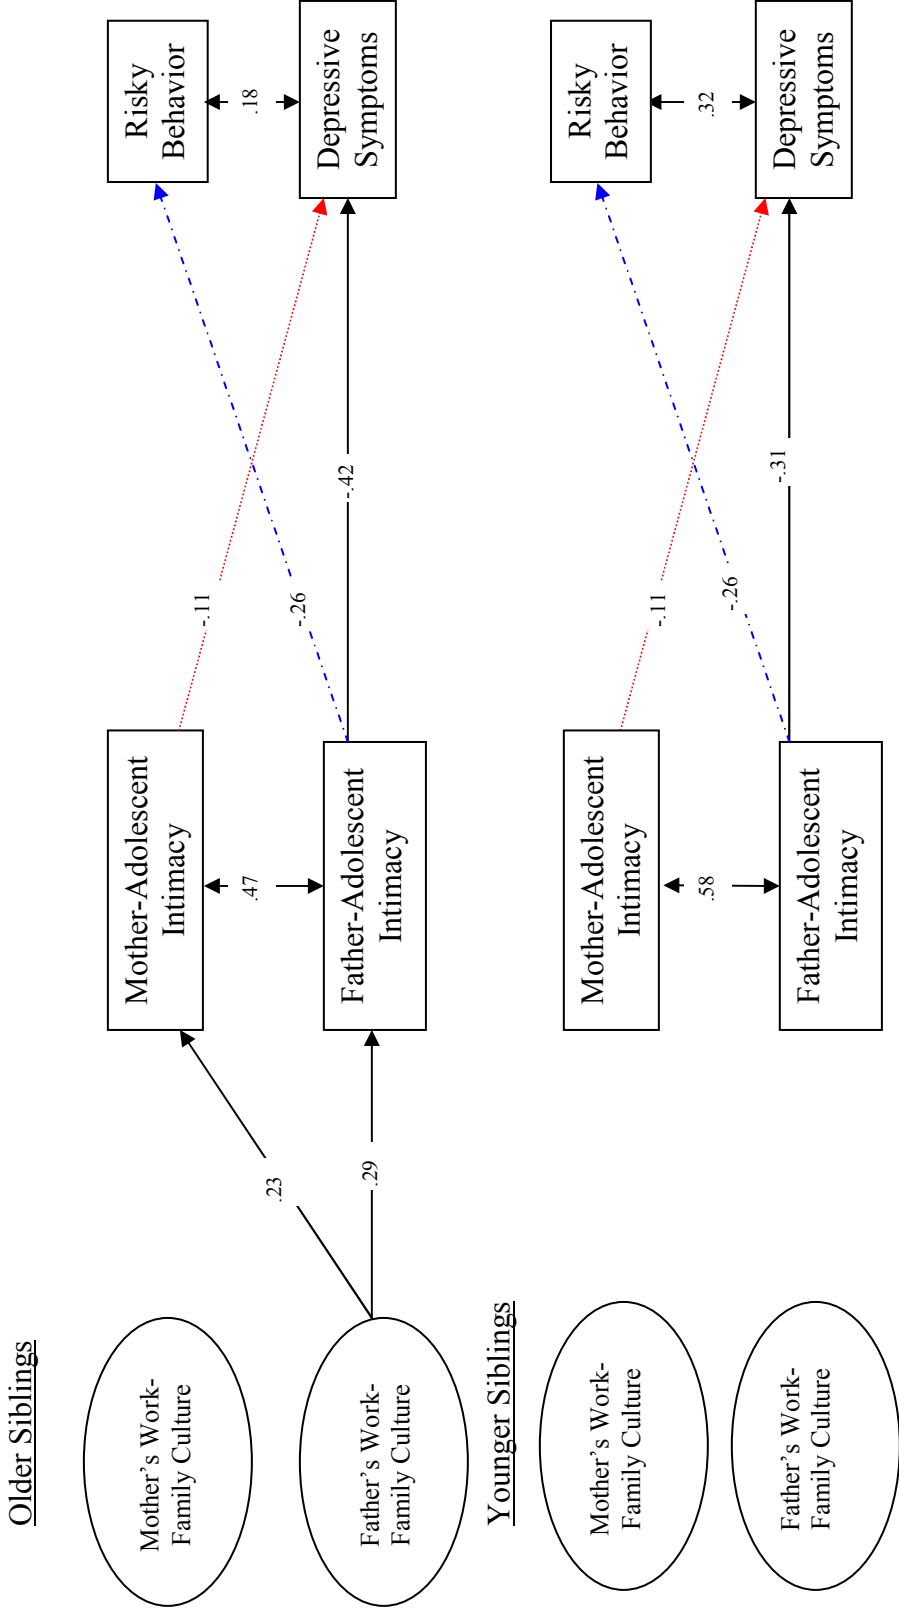 Older Siblings
Mother's Work-
Family Culture
Father's Work-
Family Culture
.23
.29
Mother-Adolescent
Intimacy
.47
Father-Adolescent
Intimacy
-.11
-.26
-.42
Risky
Behavior
.18
Depressive
Symptoms
Younger Siblings
Mother's Work-
Family Culture
Father's Work-
Family Culture
Mother-Adolescent
Intimacy
.58
Father-Adolescent
Intimacy
-.11
-.26
-.31
Risky
Behavior
.32
Depressive
Symptoms